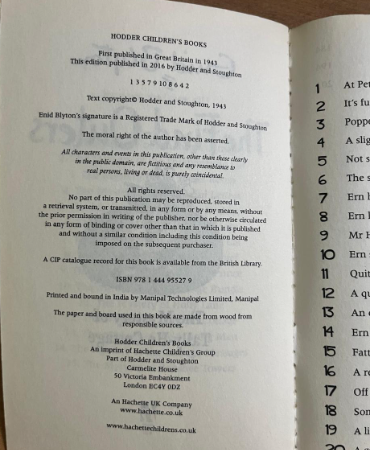 HODDER CHILDREN'S BOOKS
First published in Great Britain in 1943
This edition published in 2016 by Hodder and Stoughton
1 3 5 7 9 10 8 6 4 2
Text copyright© Hodder and Stoughton, 1943
Enid Blyton's signature is a Registered Trade Mark of Hodder and Stoughton
The moral right of the author has been asserted.
All characters and events in this publication, other than those clearly
in the public domain, are fictitious and any resemblance to
real persons, living or dead, is purely coincidental.
All rights reserved.
No part of this publication may be reproduced, stored in
a retrieval system, or transmitted, in any form or by any means, without
the prior permission in writing of the publisher, nor be otherwise circulated
in any form of binding or cover other than that in which it is published
and without a similar condition including this condition being
imposed on the subsequent purchaser.
A CIP catalogue record for this book is available from the British Library.
ISBN 978 1 444 95527 9
Printed and bound in India by Manipal Technologies Limited, Manipal
The paper and board used in this book are made from wood from
responsible sources.
Hodder Children's Books
An imprint of Hachette Children's Group
Part of Hodder and Stoughton
Carmelite House
50 Victoria Embankment
London EC4Y 0DZ
An Hachette UK Company
www.hachette.co.uk
www.hachettechildrens.co.uk
1 At Pet
2 It's fu
3 Poppe
4 A slig
5 Not s
6 The s
7 Ern l
8 Ern l
9 Mr H
10 Ern
11 Quit
12 A qu
13 An
14 Ern
15 Fatt
16 A re
17 Off
18 Son
19 A li
20